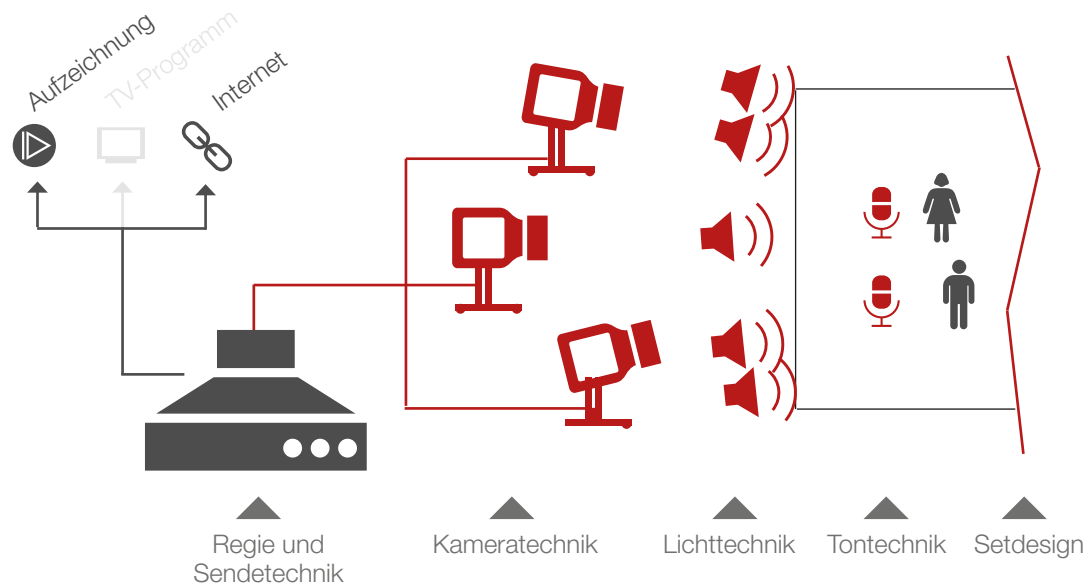 Aufzeichnung
TV-Programm
Internet
Regie und
Sendetechnik
Kameratechnik
Lichttechnik
Tontechnik
Setdesign